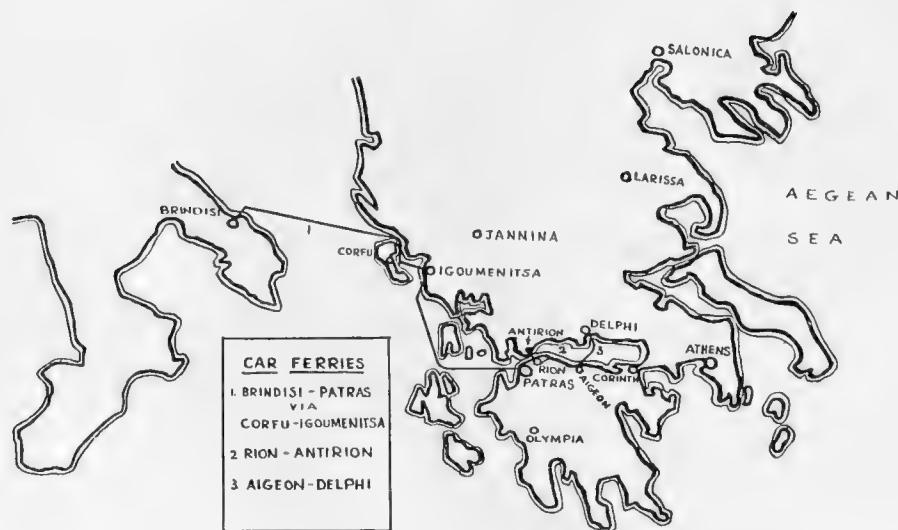 SALONICA
LARISSA
AEGEAN
SEA
BRINDISI
1
JANNINA
CORFU
IGOUMENITSA
ANTIRION
DELPHI
2
3
ATHENS
RION
PATRAS
AIGEON
CORINTH
OLYMPIA
CAR FERRIES
1. BRINDISI - PATRAS
VIA
CORFU - IGOUMENITSA
2 RION - ANTIRION
3 AIGEON - DELPHI